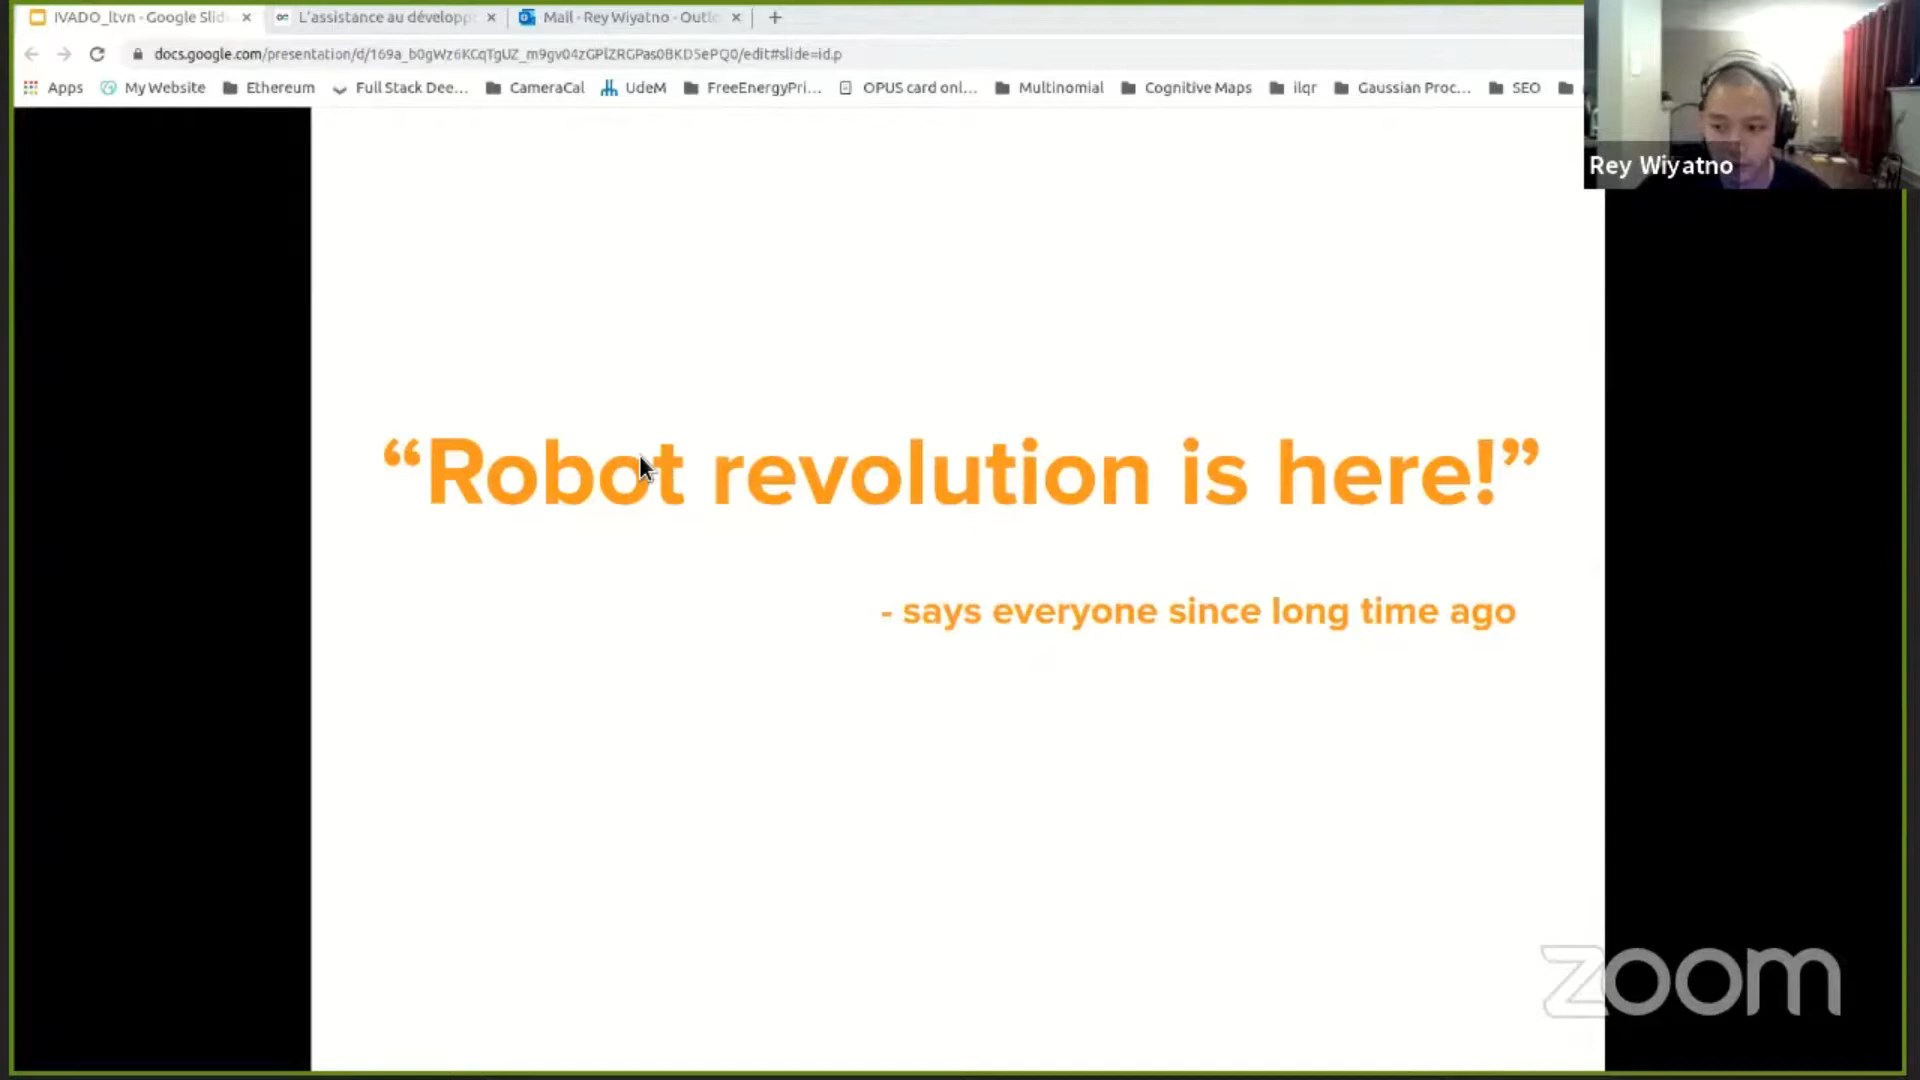 IVADO_ltvn - Google Slid
L'assistance au développ
Mail - Rey Wiyatno - Outl
docs.google.com/presentation/d/169a_b0gWz6KCqTgUZ_m9gv04zGPlZRGPas0BKD5ePQ0/edit#slide=id.p
Apps My Website Ethereum Full Stack Dee... CameraCal UdeM FreeEnergyPri... OPUS card onl... Multinomial Cognitive Maps ilqr Gaussian Proc... SEO
Rey Wiyatno
“Robot revolution is here!”
- says everyone since long time ago
zoom